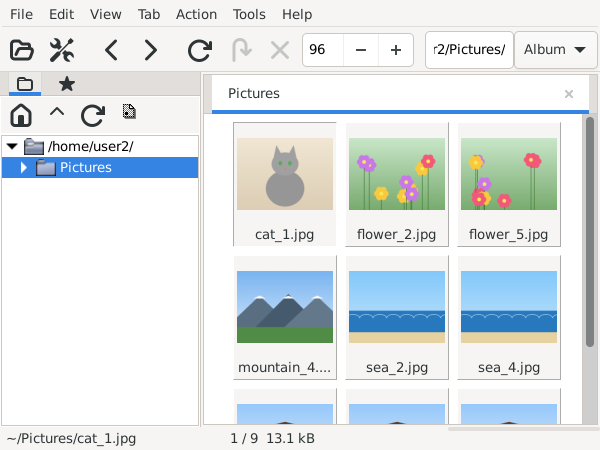 File Edit View Tab Action Tools Help
96 r2/Pictures/ Album
Pictures
/home/user2/
Pictures
cat_1.jpg flower_2.jpg flower_5.jpg
mountain_4.... sea_2.jpg sea_4.jpg
~/Pictures/cat_1.jpg 1 / 9 13.1 kB